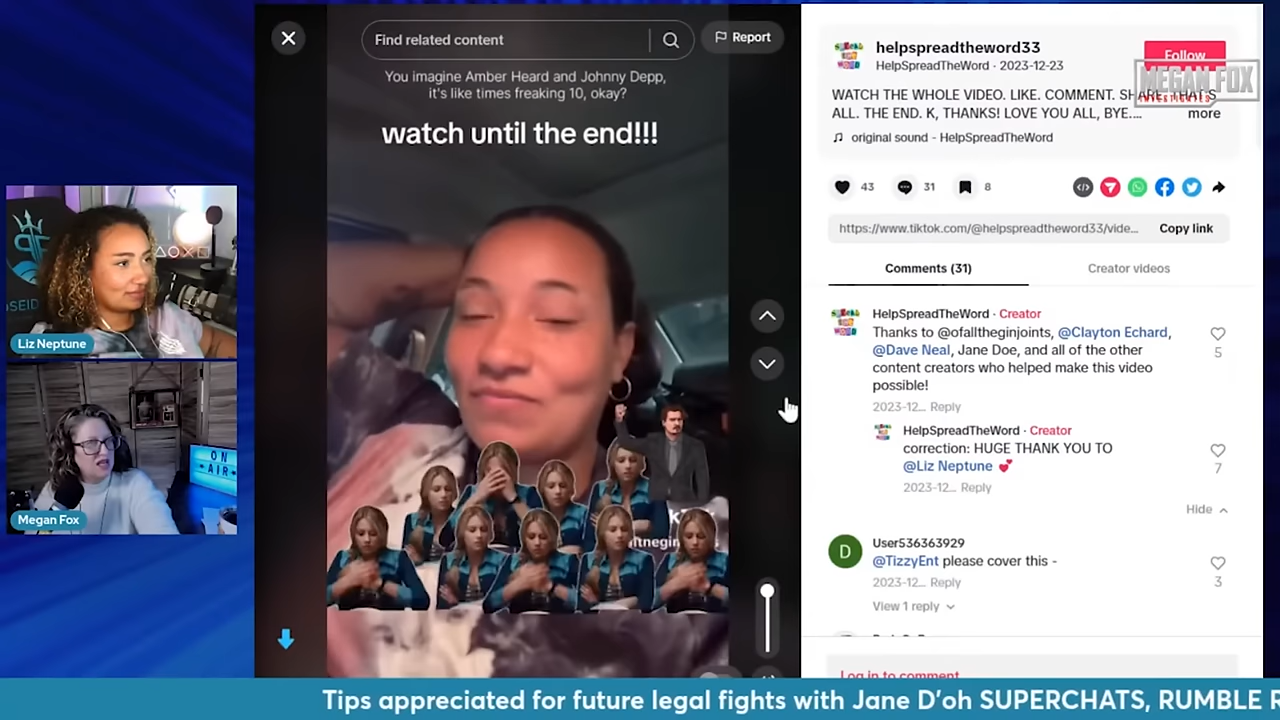 Find related content
Report
You imagine Amber Heard and Johnny Depp,
it's like times freaking 10, okay?
watch until the end!!!
ON
AIR
Liz Neptune
Megan Fox
helpspreadtheword33
HelpSpreadTheWord · 2023-12-23
Follow
MEGAN FOX
WATCH THE WHOLE VIDEO. LIKE. COMMENT. SHARE. THAT'S
ALL. THE END. K, THANKS! LOVE YOU ALL, BYE....
more
original sound - HelpSpreadTheWord
43
31
8
https://www.tiktok.com/@helpspreadtheword33/vide...
Copy link
Comments (31)
Creator videos
HelpSpreadTheWord · Creator
Thanks to @ofalltheginjoints, @Clayton Echard,
@Dave Neal, Jane Doe, and all of the other
content creators who helped make this video
possible!
5
2023-12... Reply
HelpSpreadTheWord · Creator
correction: HUGE THANK YOU TO
@Liz Neptune 💕
7
2023-12... Reply
Hide
D
User536363929
@TizzyEnt please cover this -
3
2023-12... Reply
View 1 reply
Log in to comment
Tips appreciated for future legal fights with Jane D'oh SUPERCHATS, RUMBLE R